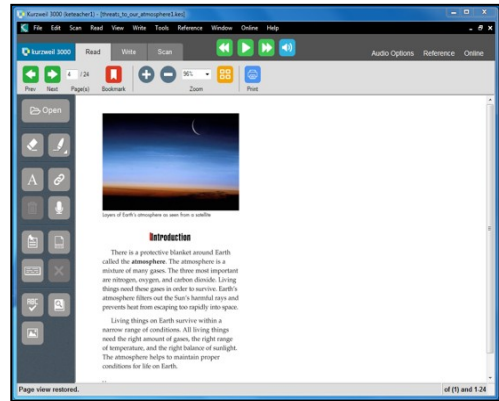 Kurzweil 3000 (keteacher1) - [threats_to_our_atmosphere1.kes]
File Edit Scan Read View Write Tools Reference Window Online Help
kurzweil 3000 Read Write Scan Audio Options Reference Online
4 / 24 96%
Prev Next Page(s) Bookmark Zoom Print
Open
A
ABC
Layers of Earth's atmosphere as seen from a satellite
Introduction
There is a protective blanket around Earth
called the atmosphere. The atmosphere is a
mixture of many gases. The three most important
are nitrogen, oxygen, and carbon dioxide. Living
things need these gases in order to survive. Earth's
atmosphere filters out the Sun's harmful rays and
prevents heat from escaping too rapidly into space.
Living things on Earth survive within a
narrow range of conditions. All living things
need the right amount of gases, the right range
of temperature, and the right balance of sunlight.
The atmosphere helps to maintain proper
conditions for life on Earth.
Page view restored. of (1) and 1-24